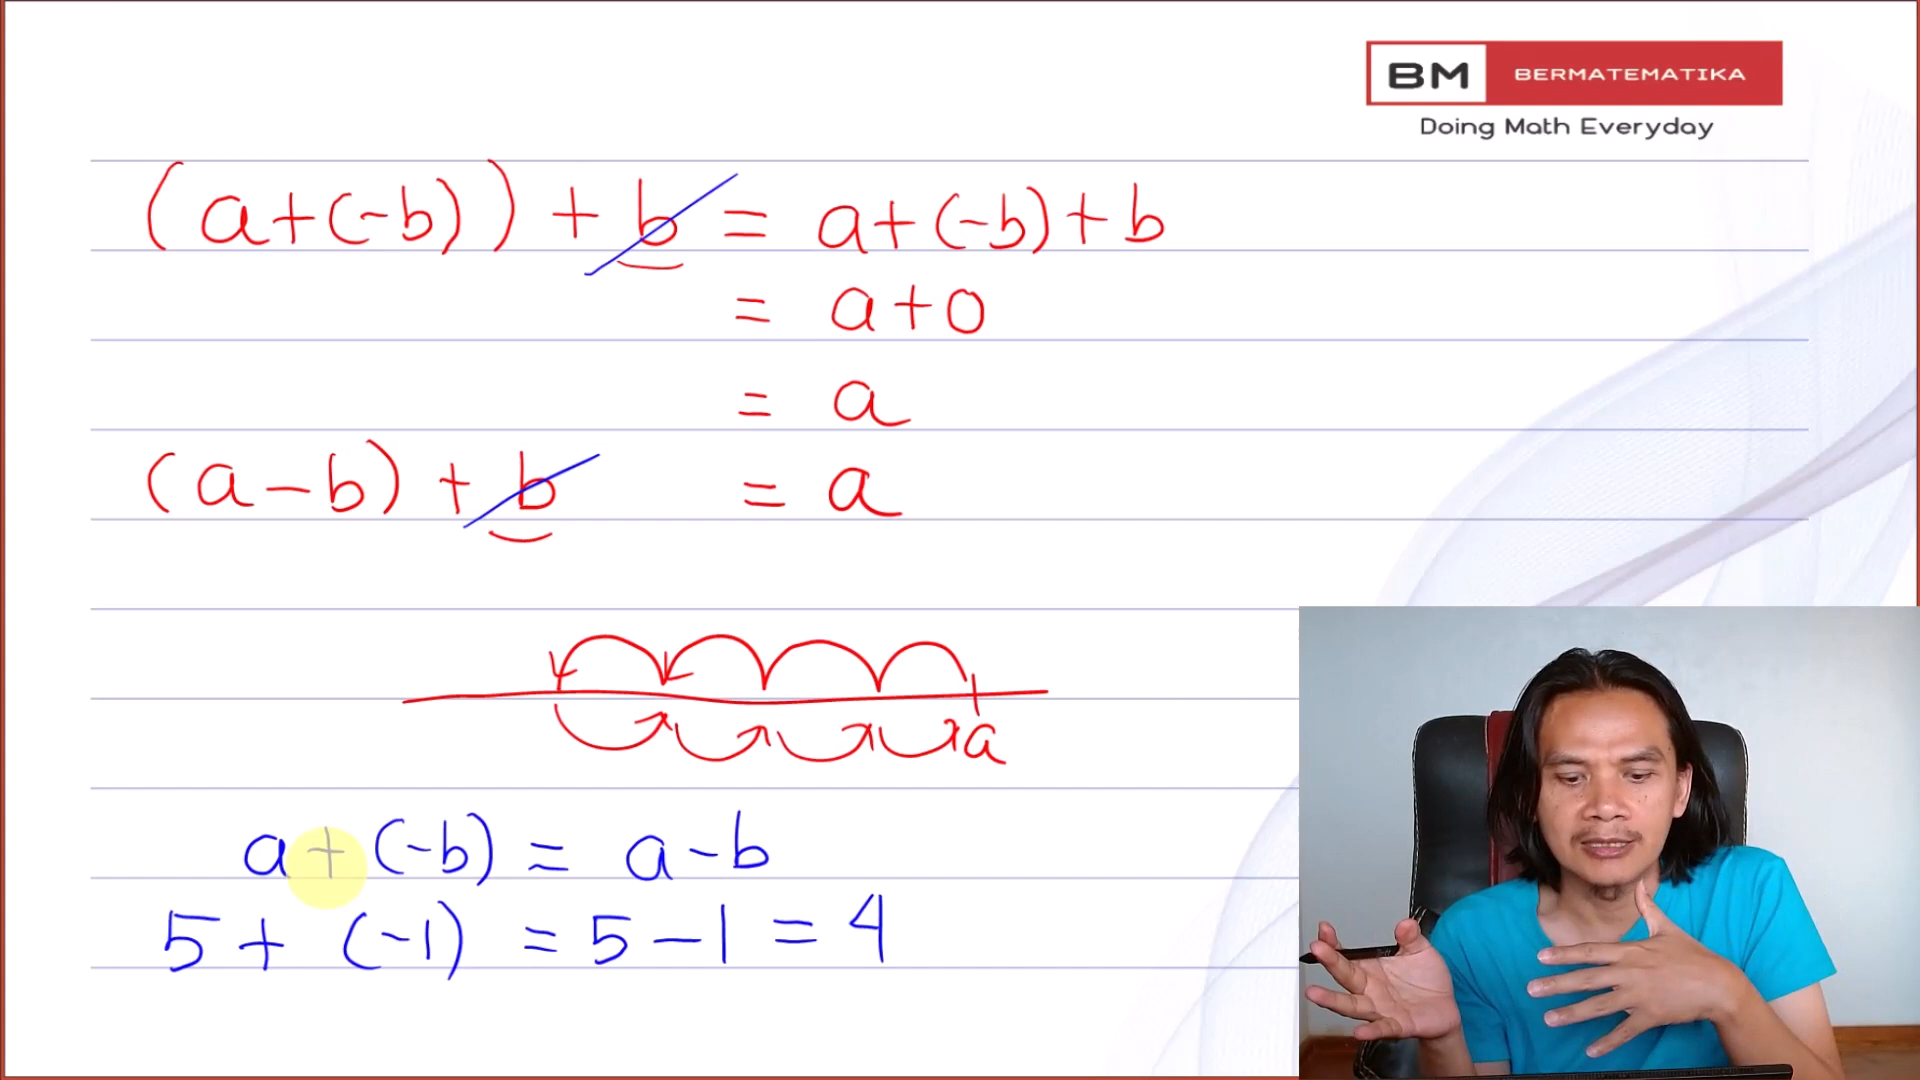 BM BERMATEMATIKA
Doing Math Everyday
(a+(-b)) + b = a+(-b)+b
= a+0
= a
(a-b) + b = a
a
a+(-b) = a-b
5+ (-1) = 5-1 = 4